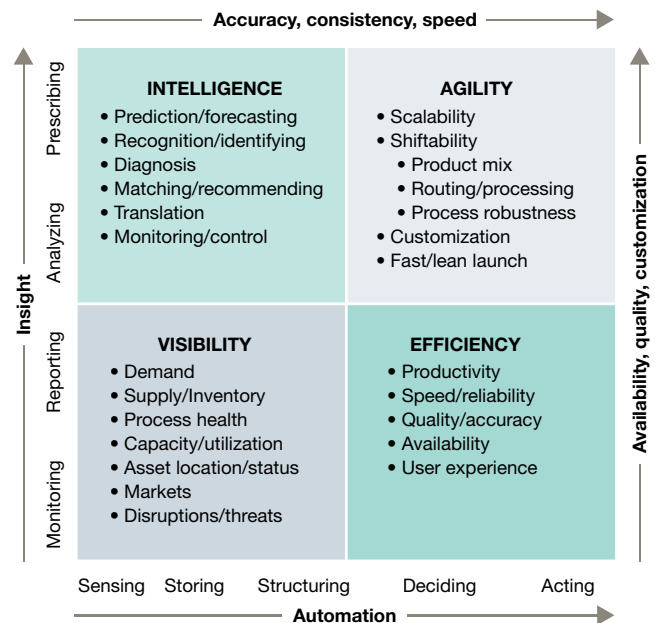 Accuracy, consistency, speed
INTELLIGENCE
• Prediction/forecasting
• Recognition/identifying
• Diagnosis
• Matching/recommending
• Translation
• Monitoring/control
AGILITY
• Scalability
• Shiftability
• Product mix
• Routing/processing
• Process robustness
• Customization
• Fast/lean launch
VISIBILITY
• Demand
• Supply/Inventory
• Process health
• Capacity/utilization
• Asset location/status
• Markets
• Disruptions/threats
EFFICIENCY
• Productivity
• Speed/reliability
• Quality/accuracy
• Availability
• User experience
Insight
Prescribing
Analyzing
Reporting
Monitoring
Availability, quality, customization
Sensing Storing Structuring Deciding Acting
Automation